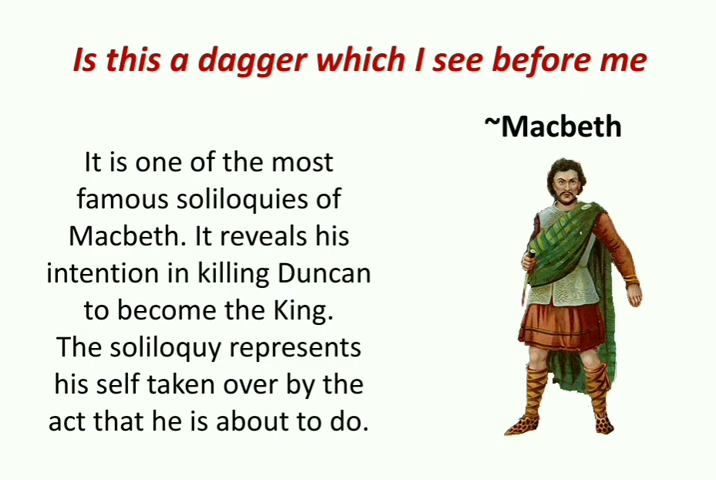 Is this a dagger which I see before me
~Macbeth
It is one of the most
famous soliloquies of
Macbeth. It reveals his
intention in killing Duncan
to become the King.
The soliloquy represents
his self taken over by the
act that he is about to do.